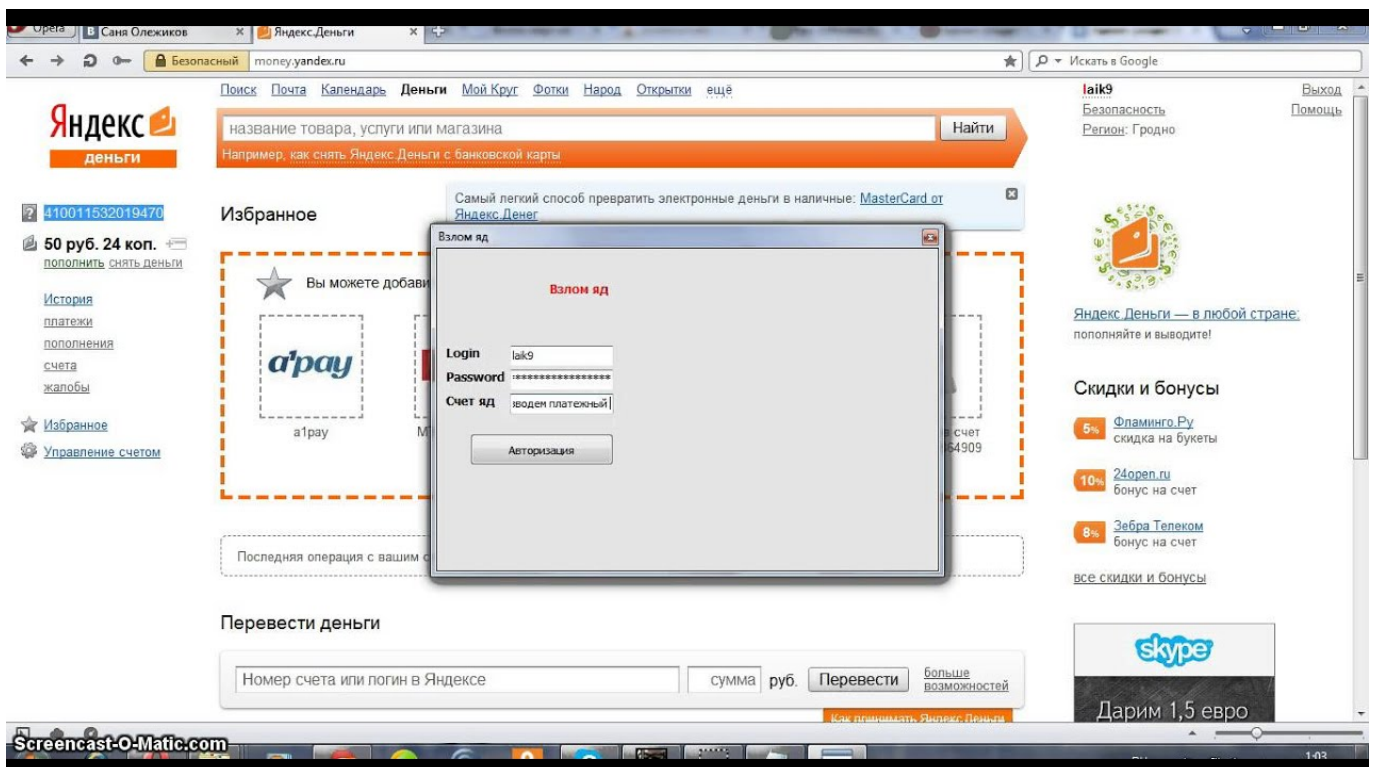 Opera
Саня Олежиков
Яндекс.Деньги
Безопасный
money.yandex.ru
Искать в Google
Поиск Почта Календарь Деньги Мой Круг Фотки Народ Открытки ещё
laik9
Выход
Безопасность
Помощь
Регион: Гродно
Яндекс
деньги
название товара, услуги или магазина
Найти
Например, как снять Яндекс.Деньги с банковской карты
Самый легкий способ превратить электронные деньги в наличные: MasterCard от
Яндекс.Денег
410011532019470
50 руб. 24 коп.
пополнить снять деньги
История
платежи
пополнения
счета
жалобы
Избранное
Управление счетом
Избранное
Вы можете добави
a1pay
a1pay
М
счет
64909
Взлом яд
Взлом яд
Login
laik9
Password
*****************
Счет яд
водем платежный
Авторизация
Последняя операция с вашим с
Перевести деньги
Номер счета или логин в Яндексе
сумма
руб.
Перевести
больше
возможностей
Как принимать Яндекс.Деньги
Яндекс.Деньги — в любой стране:
пополняйте и выводите!
Скидки и бонусы
5%
Фламинго.Ру
скидка на букеты
10%
24open.ru
бонус на счет
8%
Зебра Телеком
бонус на счет
все скидки и бонусы
skype
Дарим 1,5 евро
Screencast-O-Matic.com
1:03